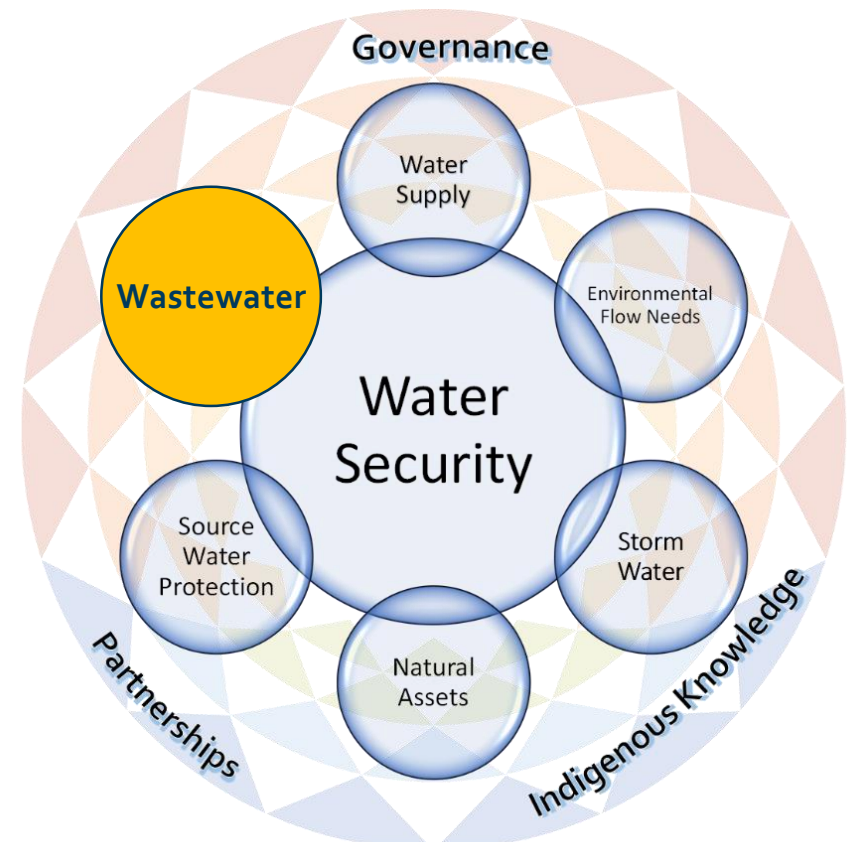 Governance
Water
Supply
Wastewater
Environmental
Flow Needs
Water
Security
Source
Water
Protection
Storm
Water
Natural
Assets
Partnerships
Indigenous Knowledge